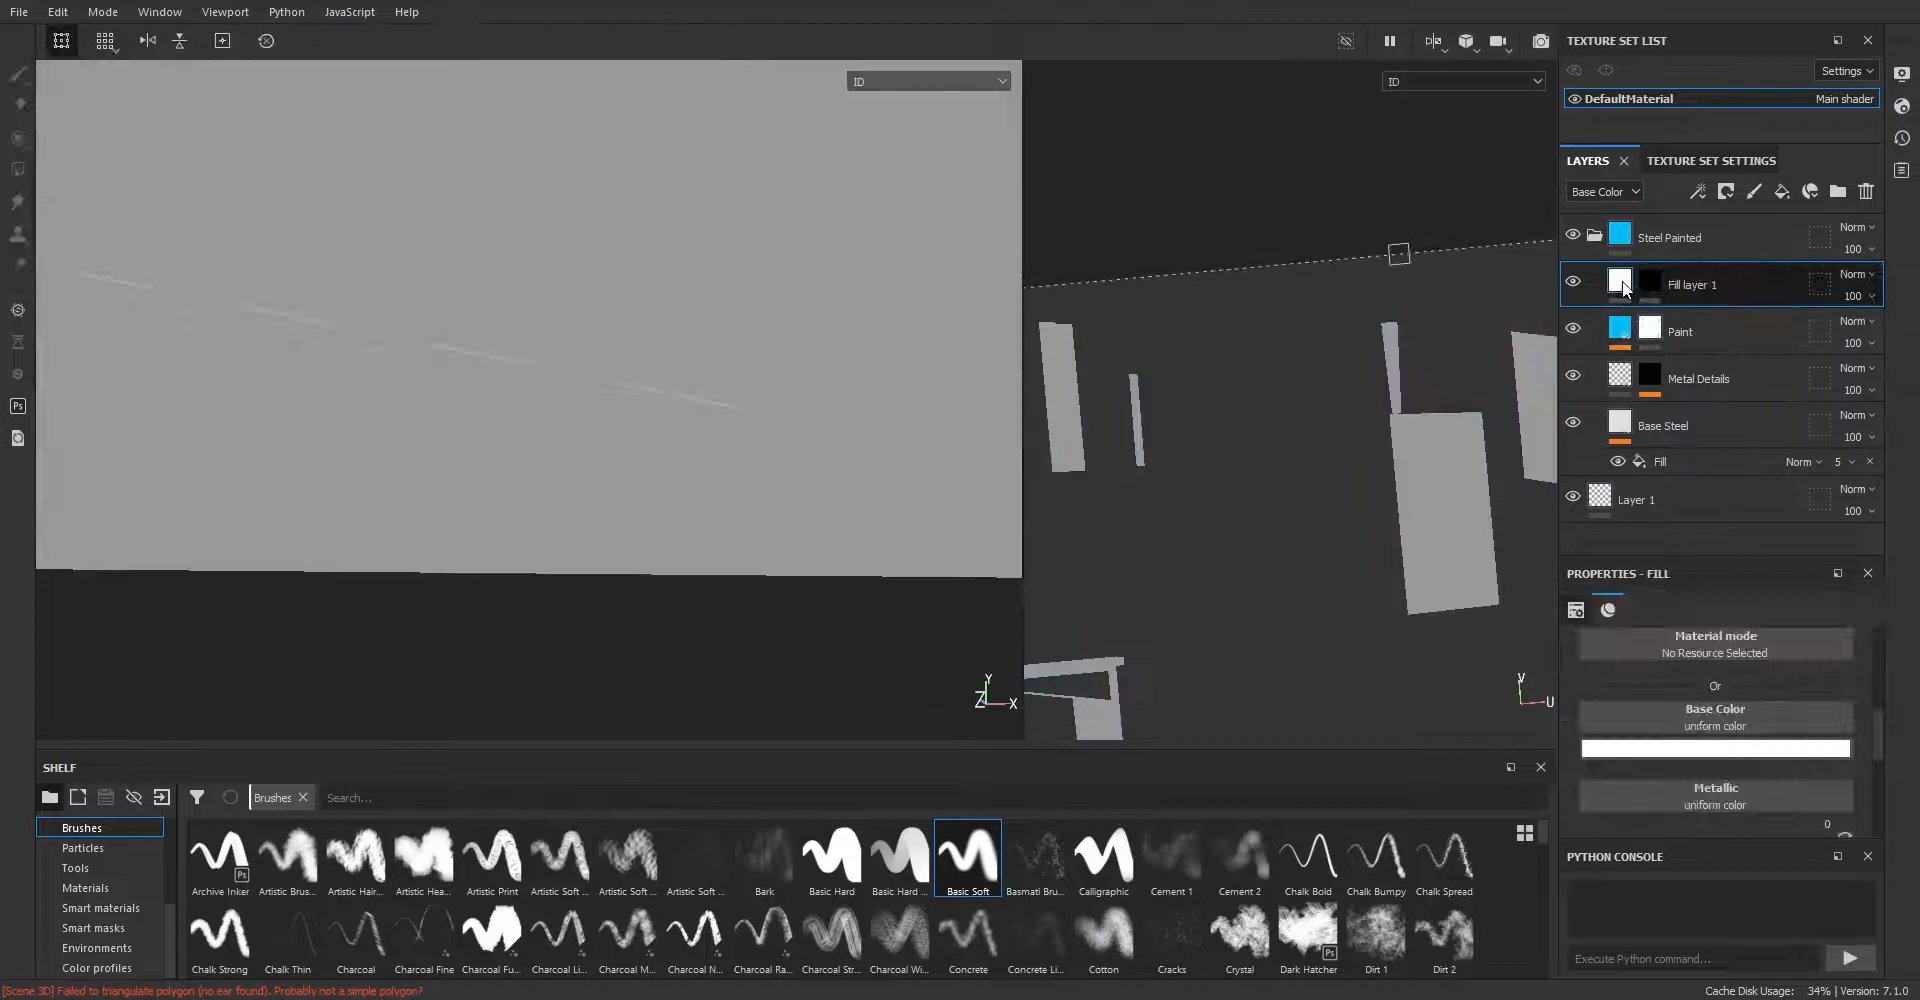 File Edit Mode Window Viewport Python JavaScript Help
ID
ID
Y
Z X
V
U
TEXTURE SET LIST
Settings
DefaultMaterial Main shader
LAYERS TEXTURE SET SETTINGS
Base Color
Steel Painted Norm
100
Fill layer 1 Norm
100
Paint Norm
100
Metal Details Norm
100
Base Steel Norm
100
Fill Norm 5
Layer 1 Norm
100
PROPERTIES - FILL
Material mode
No Resource Selected
Or
Base Color
uniform color
Metallic
uniform color
0
PYTHON CONSOLE
Execute Python command...
SHELF
Brushes Search...
Brushes
Particles
Tools
Materials
Smart materials
Smart masks
Environments
Color profiles
Ps
Ps
Ps
Archive Inker Artistic Brus... Artistic Hair... Artistic Hea... Artistic Print Artistic Soft ... Artistic Soft ... Artistic Soft ... Bark Basic Hard Basic Hard ... Basic Soft Basmati Bru... Calligraphic Cement 1 Cement 2 Chalk Bold Chalk Bumpy Chalk Spread
Chalk Strong Chalk Thin Charcoal Charcoal Fine Charcoal Fu... Charcoal Li... Charcoal M... Charcoal N... Charcoal Ra... Charcoal Str... Charcoal Wi... Concrete Concrete Li... Cotton Cracks Crystal Dark Hatcher Dirt 1 Dirt 2
[Scene 3D] Failed to triangulate polygon (no ear found). Probably not a simple polygon? Cache Disk Usage: 34% | Version: 7.1.0